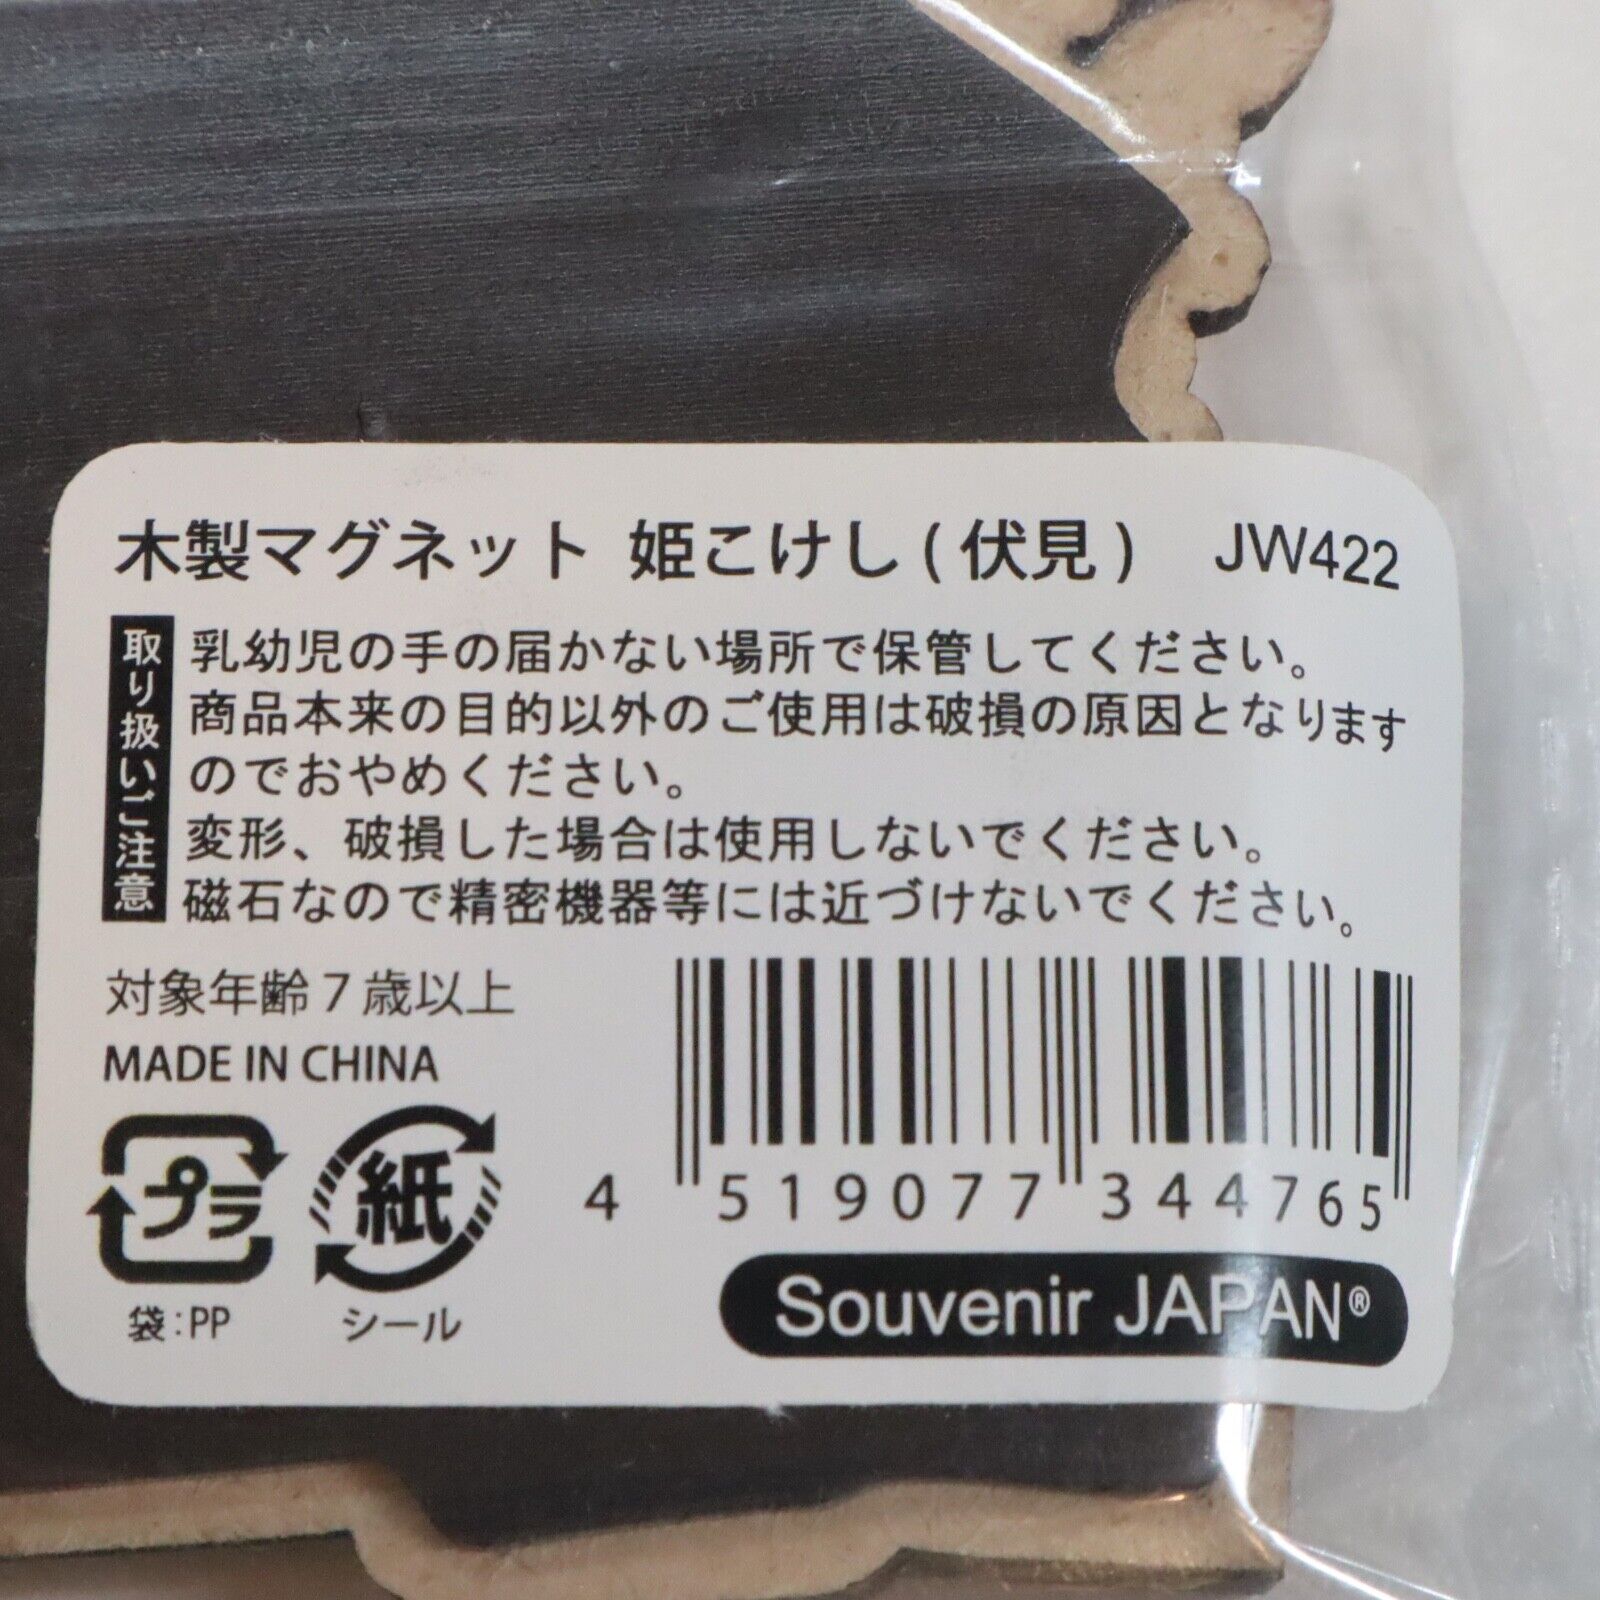 木製マグネット 姫こけし(伏見) JW422
取り扱いご注意
乳幼児の手の届かない場所で保管してください。
商品本来の目的以外のご使用は破損の原因となります
のでおやめください。
変形、破損した場合は使用しないでください。
磁石なので精密機器等には近づけないでください。
対象年齢7歳以上
MADE IN CHINA
プラ
紙
袋:PP
シール
4 519077 344765
Souvenir JAPAN®